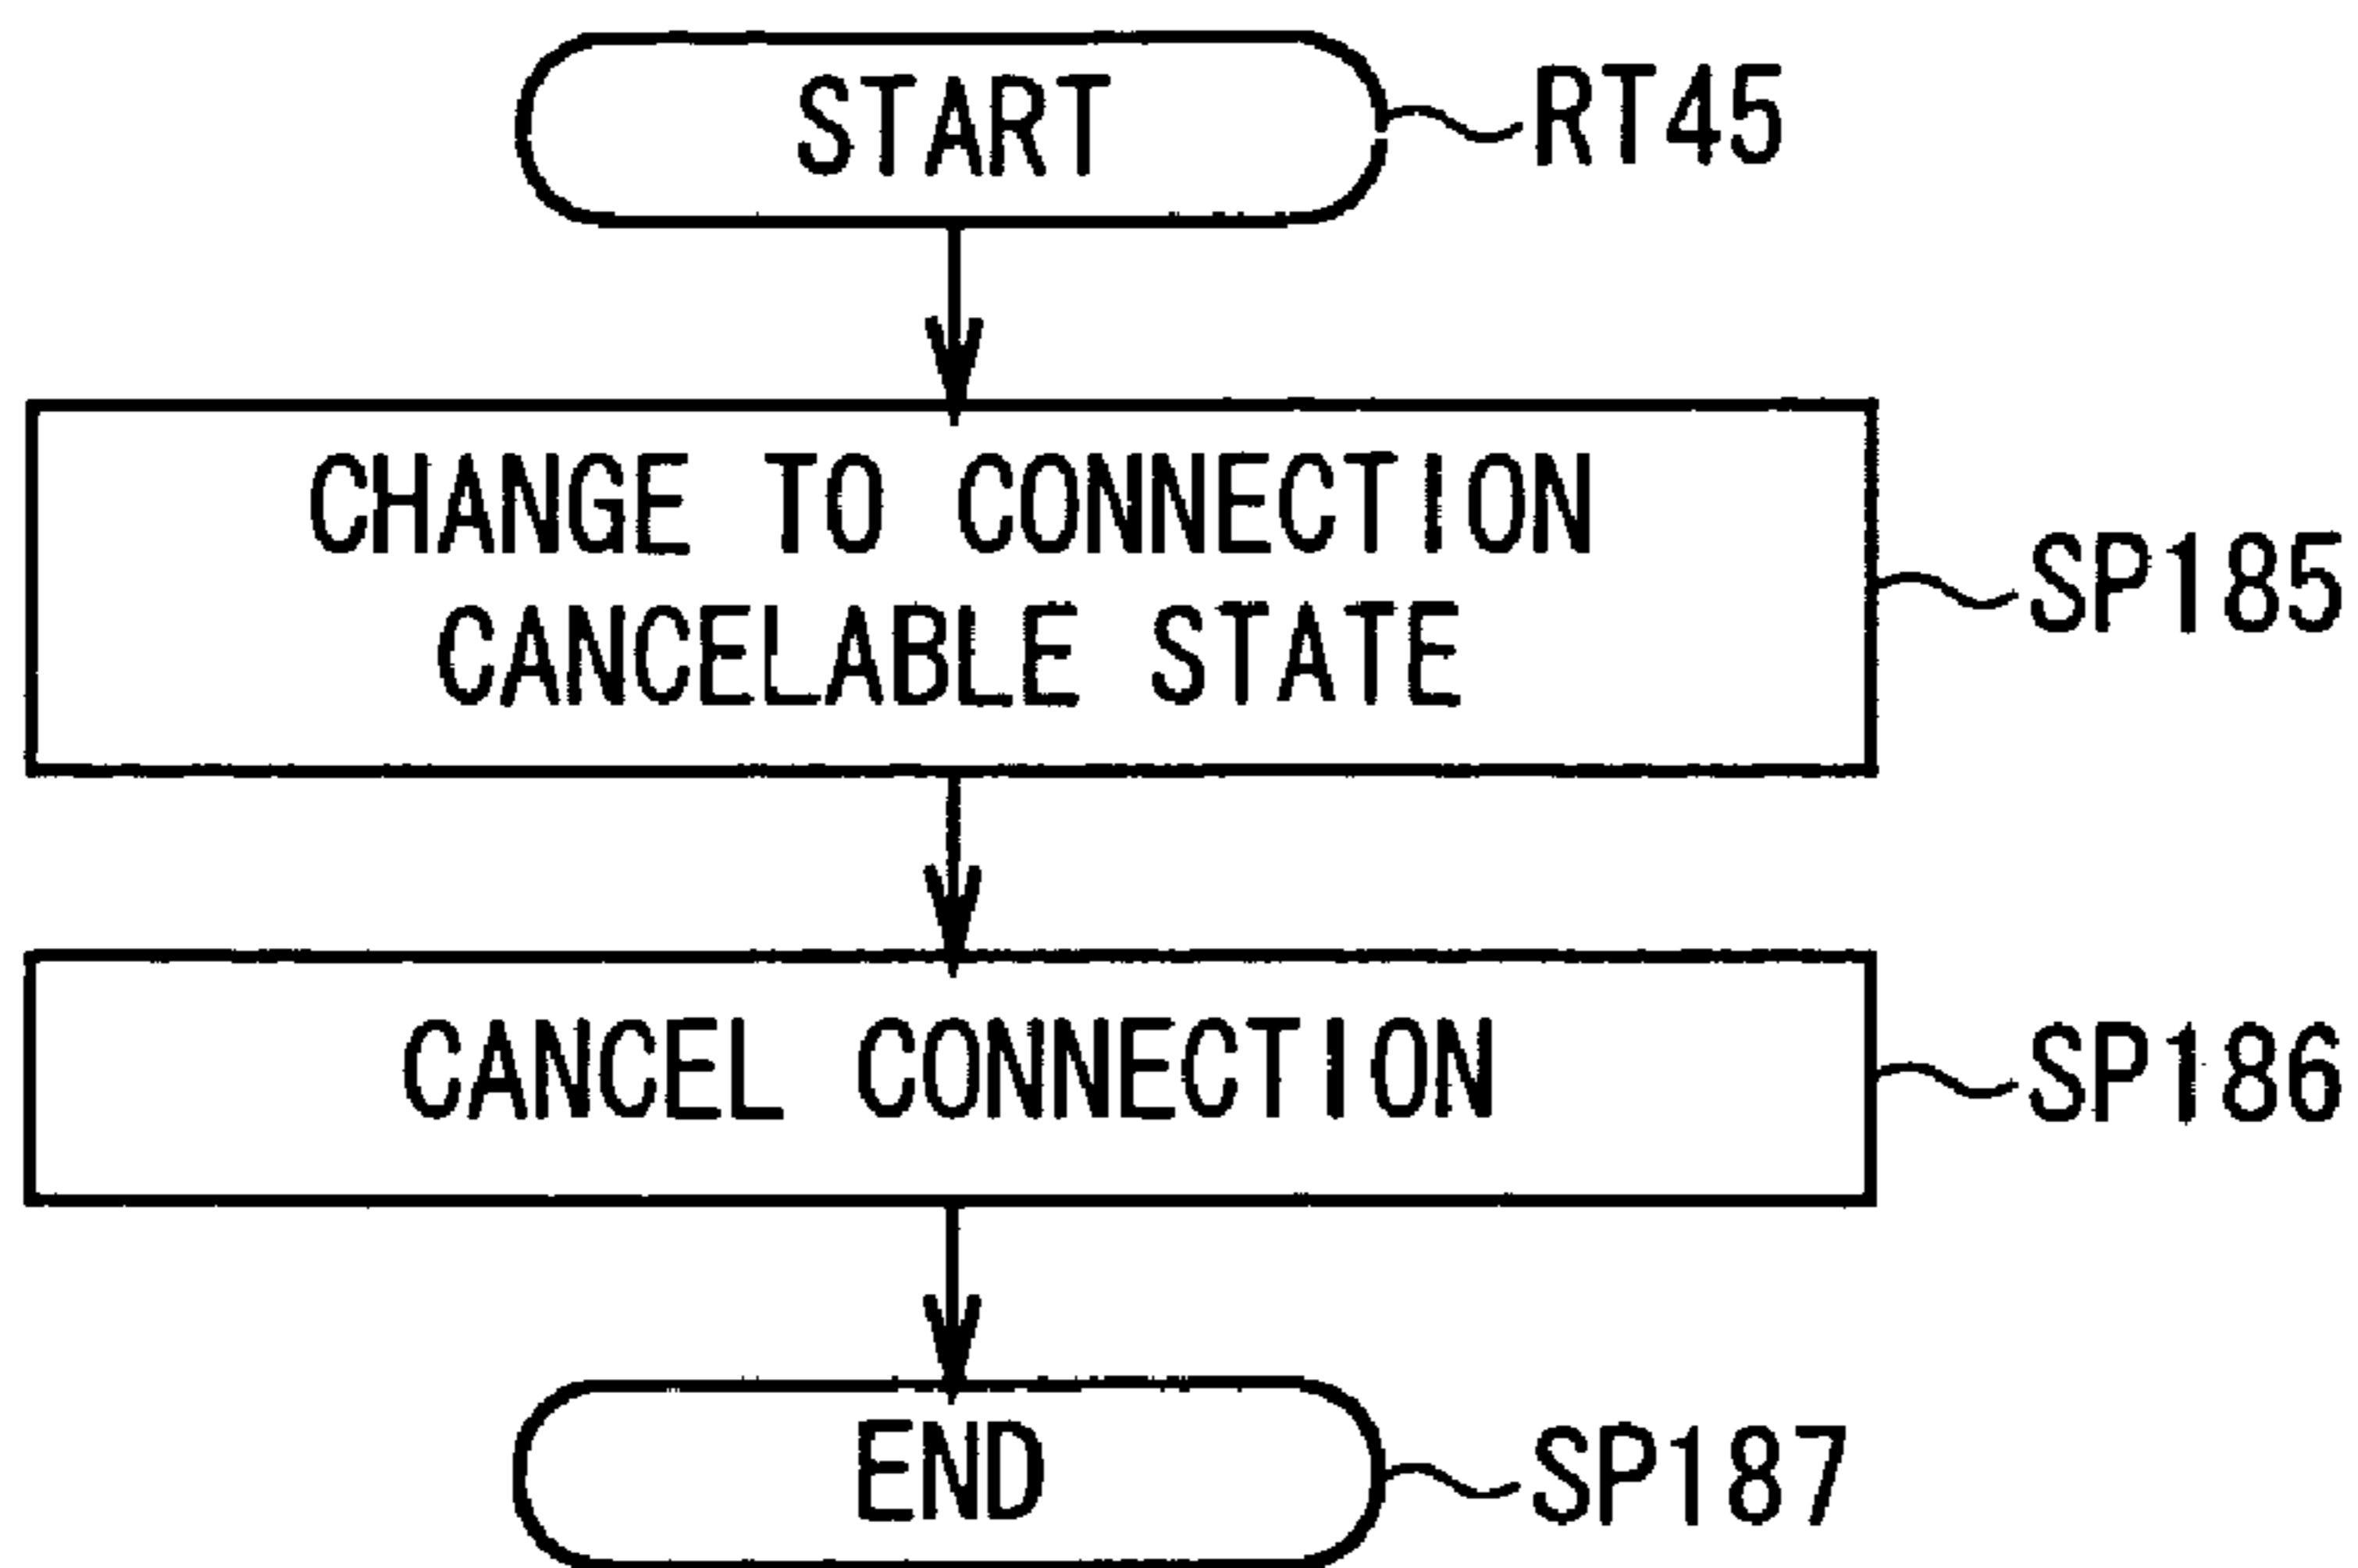 START
RT45
CHANGE TO CONNECTION
CANCELABLE STATE
SP185
CANCEL CONNECTION
SP186
END
SP187